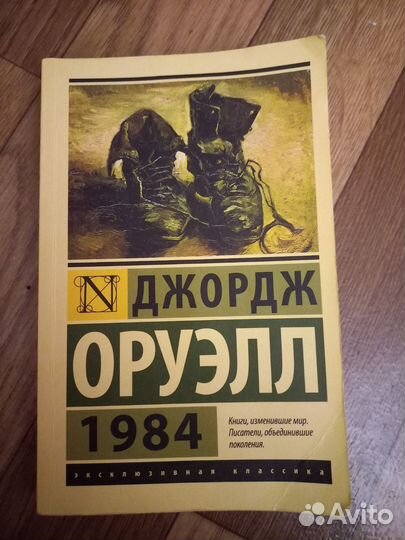 N
ДЖОРДЖ
ОРУЭЛЛ
1984
Книги, изменившие мир.
Писатели, объединившие
поколения.
эксклюзивная классика
Avito